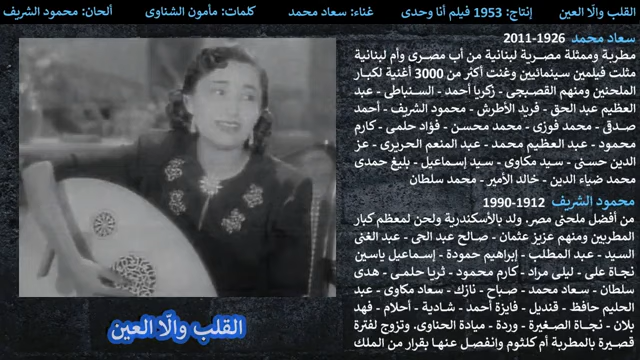 القلب والّا العين
إنتاج: 1953 فيلم أنا وحدى
غناء: سعاد محمد
كلمات: مأمون الشناوى
ألحان: محمود الشريف
سعاد محمد 1926-2011
مطربة وممثلة مصرية لبنانية من أب مصرى وأم لبنانية
مثلت فيلمين سينمائيين وغنت أكثر من 3000 أغنية لكبار
الملحنين ومنهم القصبجى - زكريا أحمد - السنباطى - عبد
العظيم عبد الحق - فريد الأطرش - محمود الشريف - أحمد
صدقى - محمد فوزى - محمد محسن - فؤاد حلمى - كارم
محمود - عبد العظيم محمد - عبد المنعم الحريرى - عز
الدين حسنى - سيد مكاوى - سيد إسماعيل - بليغ حمدى
محمد ضياء الدين - خالد الأمير - محمد سلطان
محمود الشريف 1912-1990
من أفضل ملحنى مصر. ولد بالأسكندرية ولحن لمعظم كبار
المطربين ومنهم عزيز عثمان - صالح عبد الحى - عبد الغنى
السيد - عبد المطلب - إبراهيم حمودة - إسماعيل ياسين
نجاة على - ليلى مراد - كارم محمود - ثريا حلمى - هدى
سلطان - سعاد محمد - صباح - نازك - سعاد مكاوى - عبد
الحليم حافظ - قنديل - فايزة أحمد - شادية - أحلام - فهد
بلان - نجاة الصغيرة - وردة - ميادة الحناوى. وتزوج لفترة
قصيرة بالمطربة أم كلثوم وانفصل عنها بقرار من الملك
القلب والّا العين